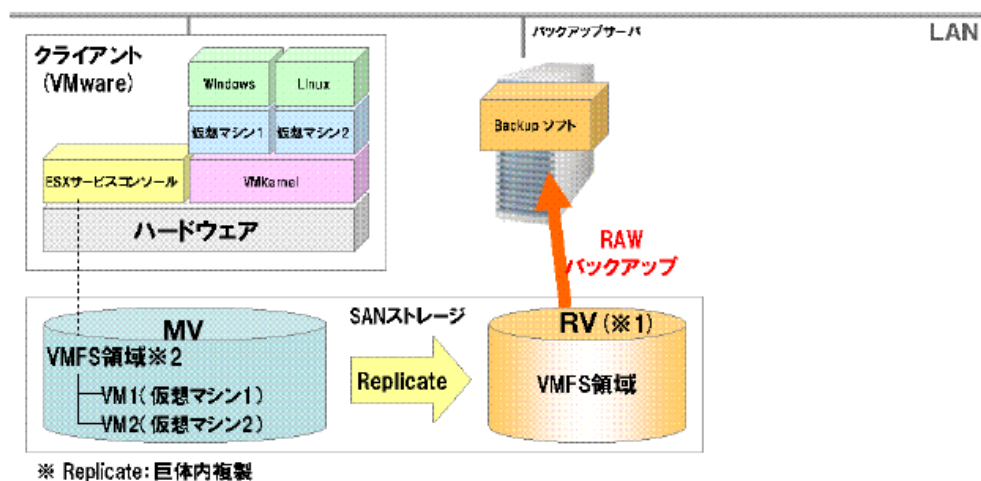 LAN
バックアップサーバ
クライアント
(VMware)
Windows
Linux
仮想マシン1
仮想マシン2
ESXサービスコンソール
VMKernel
ハードウェア
Backup ソフト
RAW
バックアップ
SANストレージ
MV
VMFS領域※2
VM1(仮想マシン1)
VM2(仮想マシン2)
Replicate
RV(※1)
VMFS領域
※ Replicate:巨体内複製